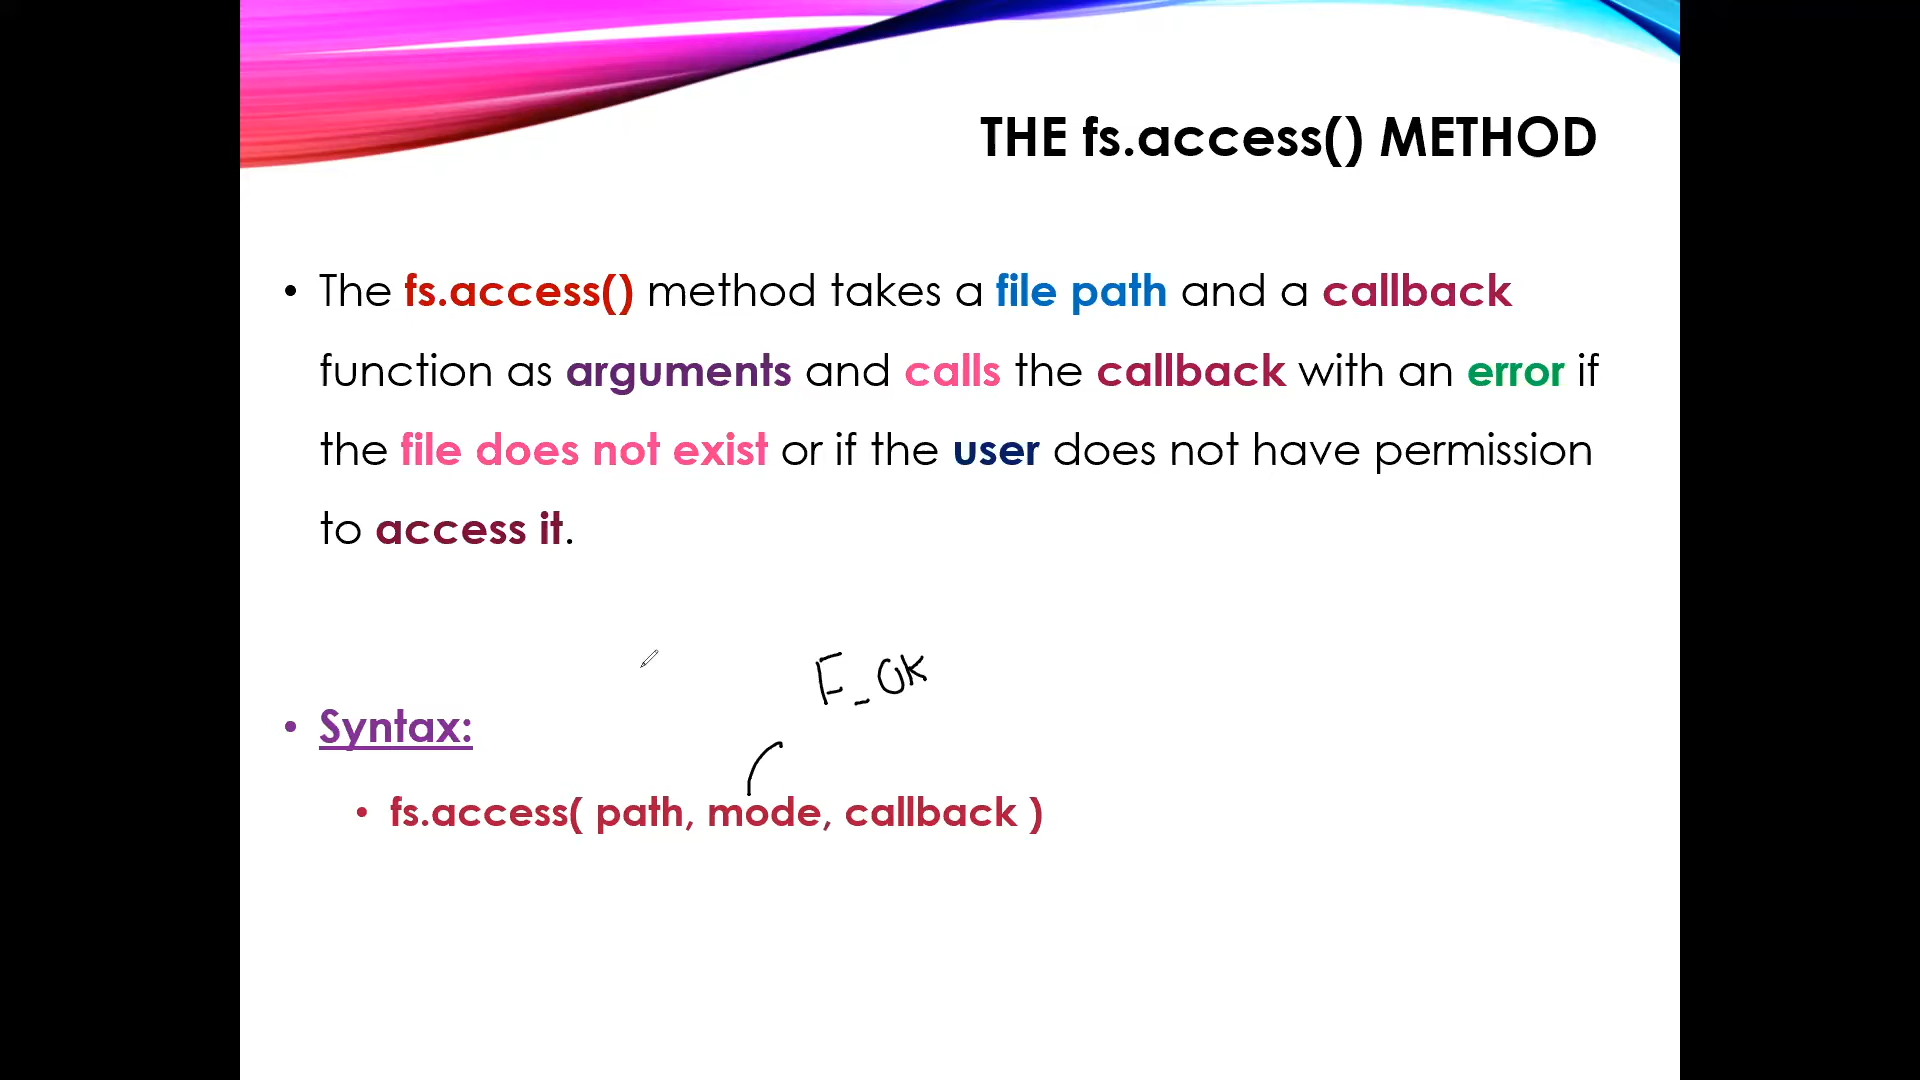 THE fs.access() METHOD
• The fs.access() method takes a file path and a callback
function as arguments and calls the callback with an error if
the file does not exist or if the user does not have permission
to access it.
F_OK
• Syntax:
• fs.access( path, mode, callback )